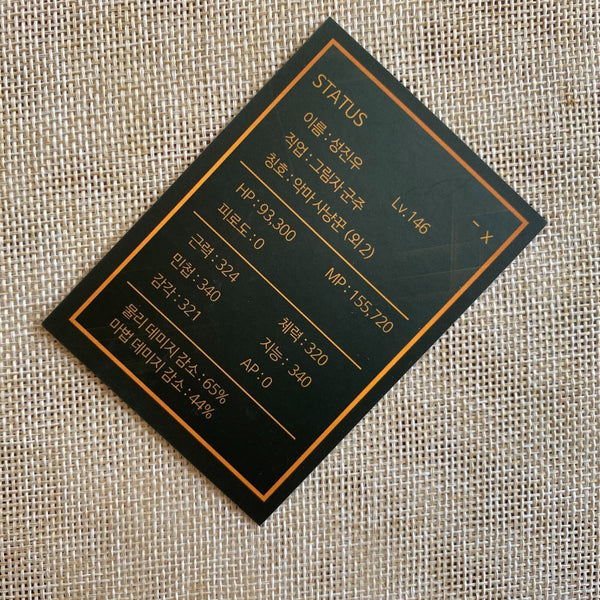 STATUS
– X
이름 : 성진우
Lv.146
직업 : 그림자 군주
칭호 : 악마 사냥꾼 (외 2)
HP : 93,300
MP : 155,720
피로도 : 0
근력 : 324
체력 : 320
민첩 : 340
지능 : 340
감각 : 321
AP : 0
물리 데미지 감소 : 65%
마법 데미지 감소 : 44%